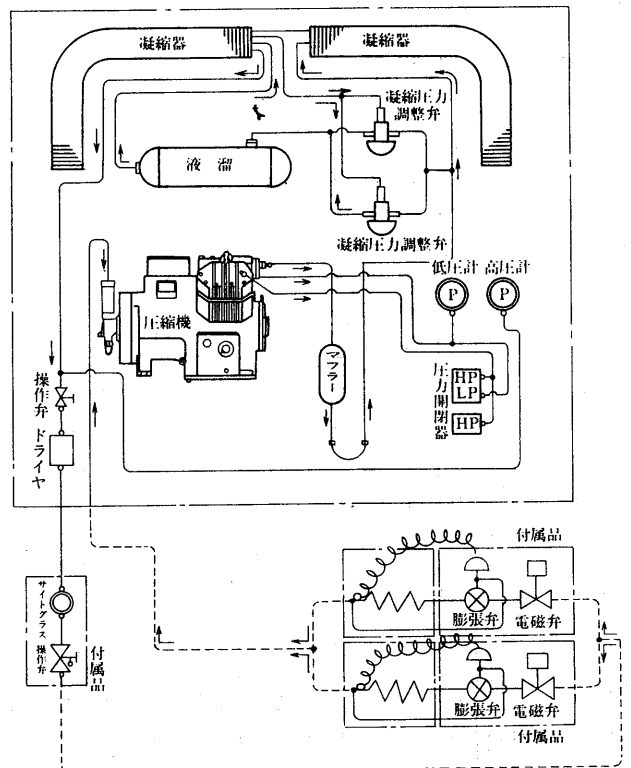 凝縮器
凝縮器
凝縮圧力
調整弁
液溜
凝縮圧力調整弁
低圧計
高圧計
P
P
圧縮機
マフラー
圧力開閉器
HP
LP
HP
操作弁
ドライヤ
付属品
膨張弁
電磁弁
サイトグラス
操作弁
付属品
膨張弁
電磁弁
付属品